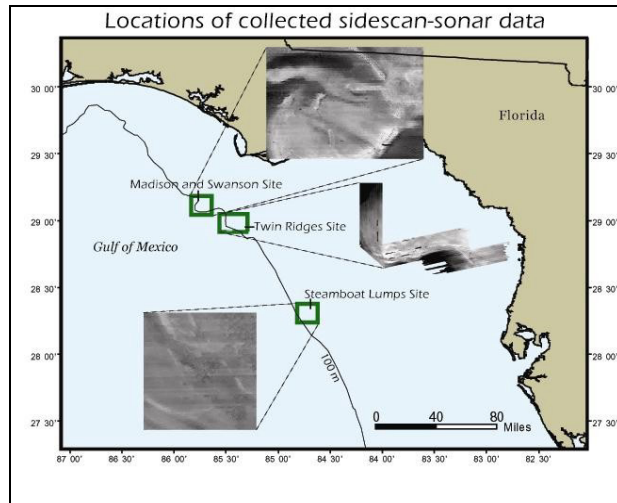 Locations of collected sidescan-sonar data
30 00'
Florida
29 30'
Madison and Swanson Site
29 00'
Twin Ridges Site
Gulf of Mexico
Steamboat Lumps Site
28 30'
28 00'
100 m
0 40 80
Miles
27 30'
87 00' 86 30' 86 00' 85 30' 85 00' 84 30' 84 00' 83 30' 83 00' 82 30'